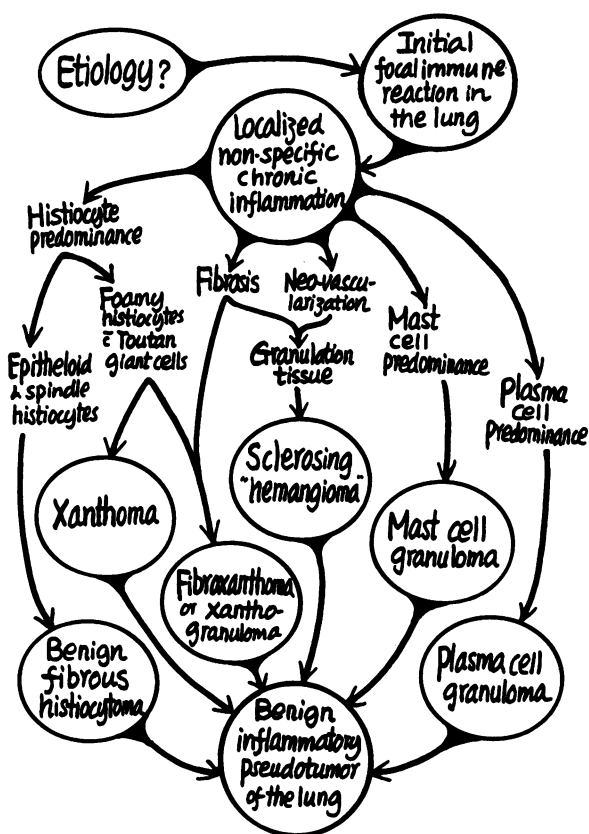 Etiology?
Initial
focal immune
reaction in
the lung
Localized
non-specific
chronic
inflammation
Histiocyte
predominance
Fibrosis
Neo-vascu-
larization
Foamy
histiocytes
c̄ Toutan
giant cells
Mast
cell
predominance
Granulation
tissue
Epitheloid
& spindle
histiocytes
Plasma
cell
predominance
Xanthoma
Sclerosing
"hemangioma"
Mast cell
granuloma
Fibroxanthoma
or xantho-
granuloma
Benign
fibrous
histiocytoma
Plasma cell
granuloma
Benign
inflammatory
pseudotumor
of the lung